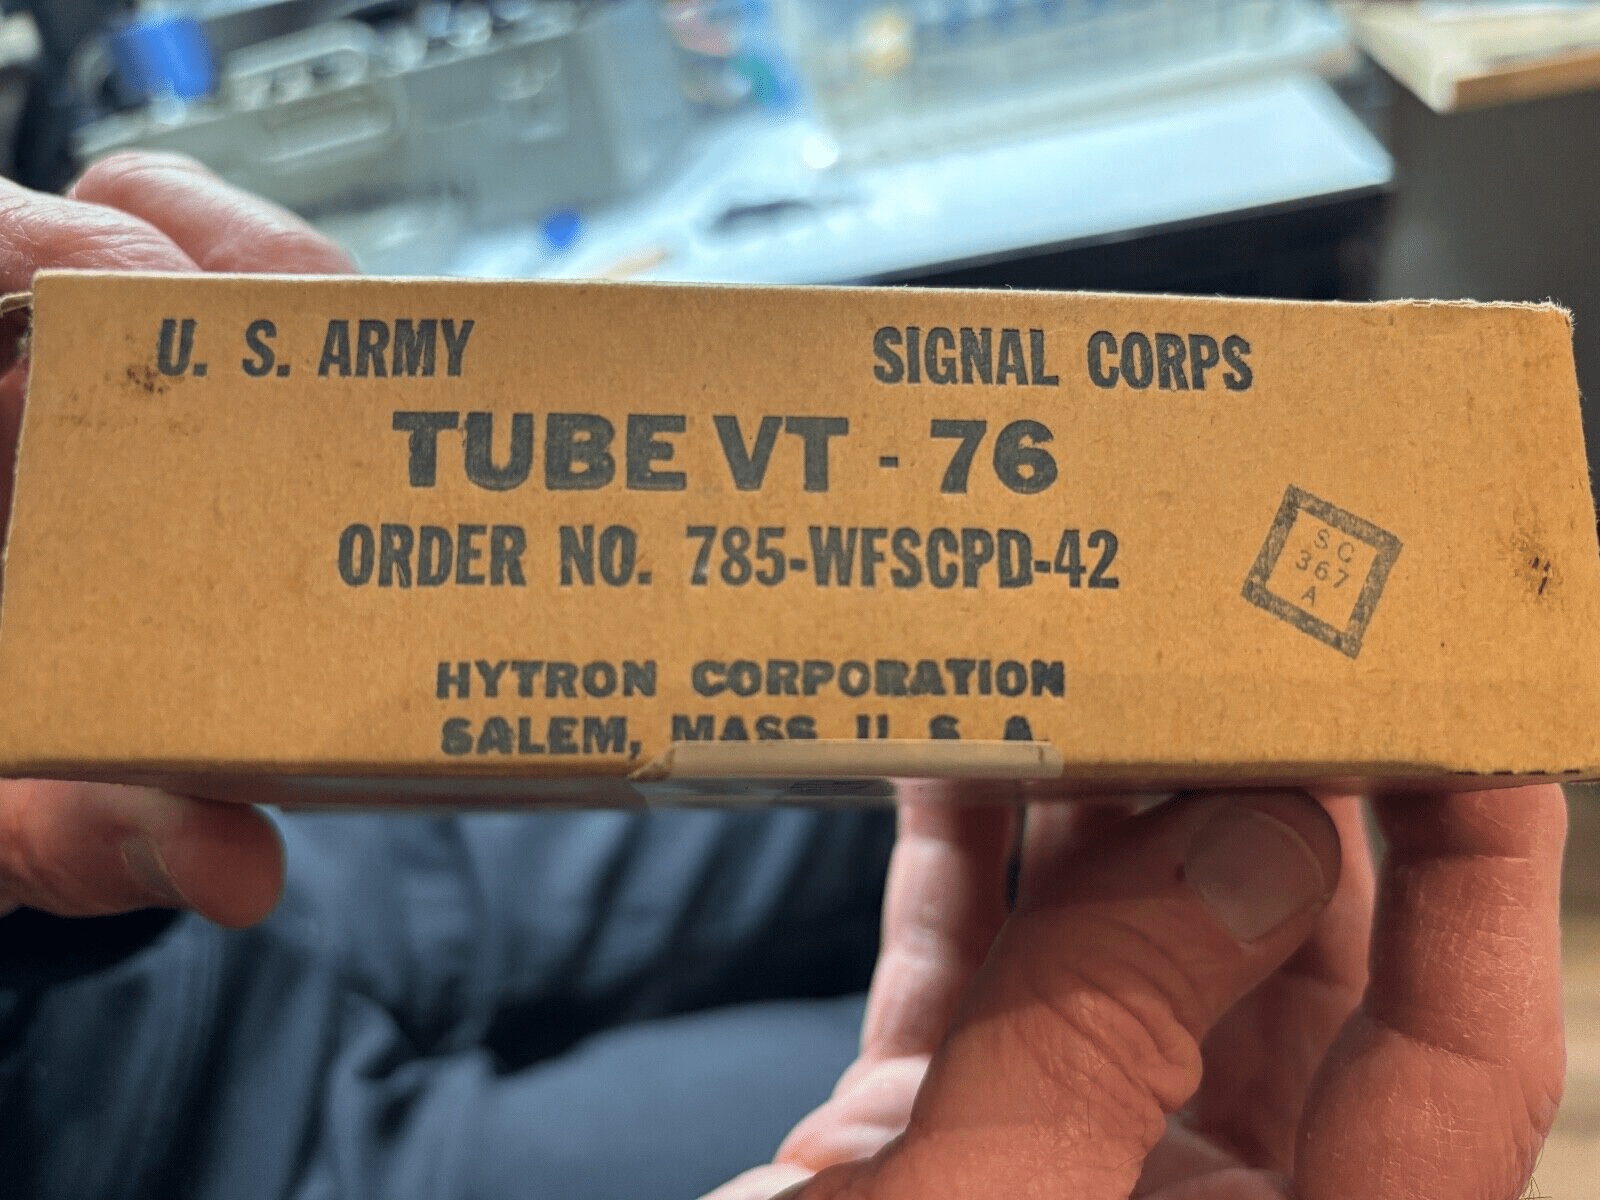 U. S. ARMY SIGNAL CORPS
TUBE VT - 76
ORDER NO. 785-WFSCPD-42
SC
367
A
HYTRON CORPORATION
SALEM, MASS. U. S. A.